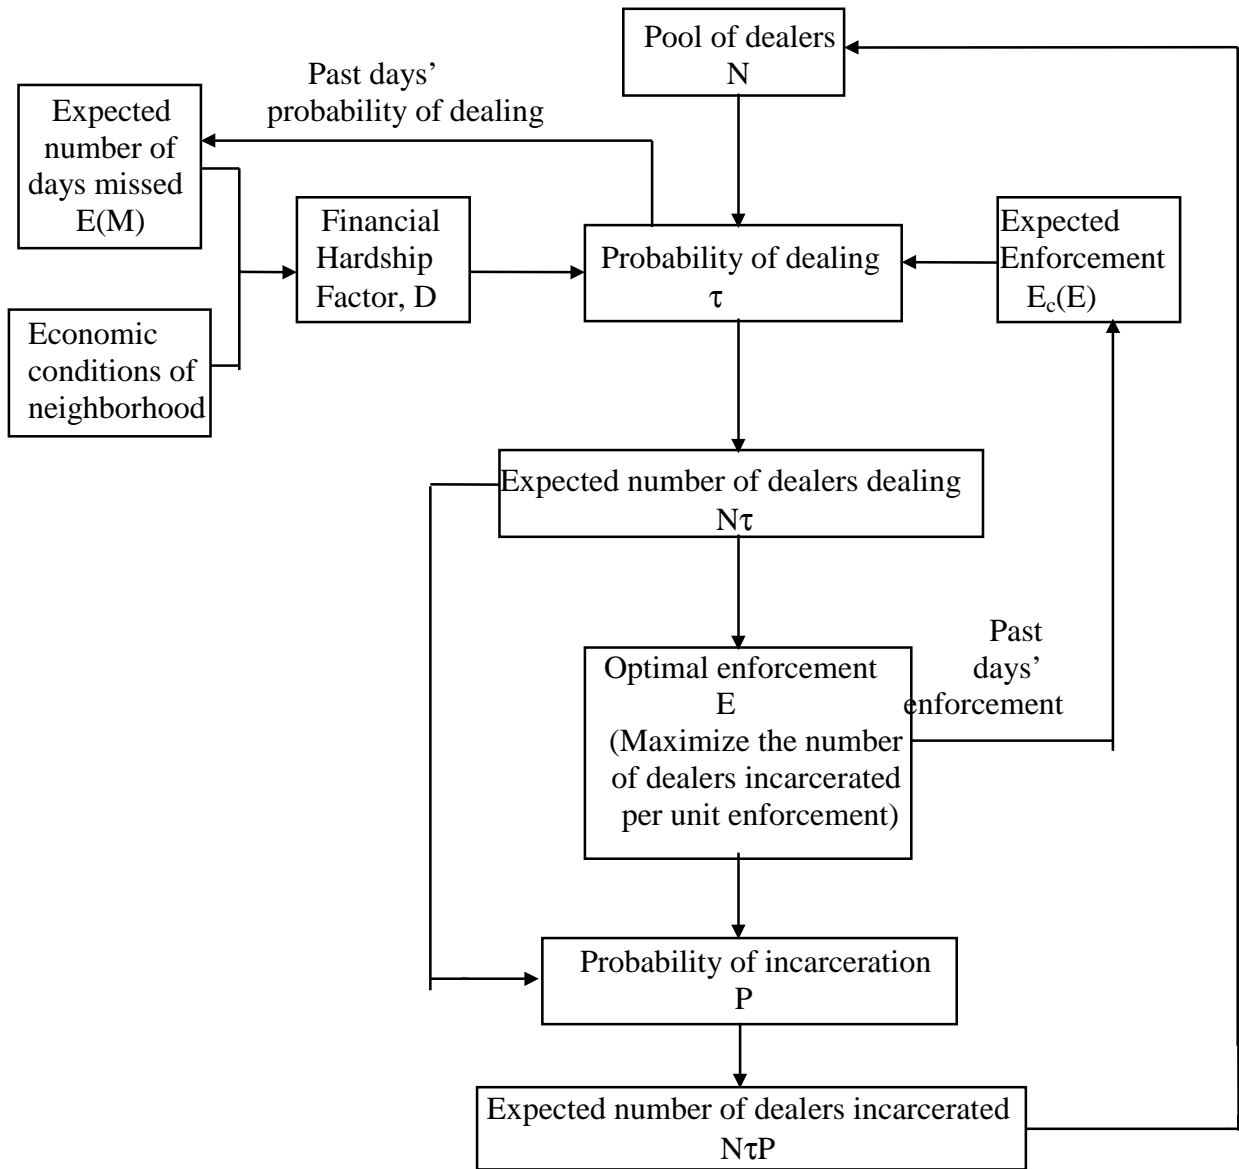 Pool of dealers
N
Past days’
probability of dealing
Expected
number of
days missed
E(M)
Financial
Hardship
Factor, D
Probability of dealing
τ
Expected
Enforcement
E_c(E)
Economic
conditions of
neighborhood
Expected number of dealers dealing
Nτ
Optimal enforcement
E
(Maximize the number
of dealers incarcerated
per unit enforcement)
Past
days’
enforcement
Probability of incarceration
P
Expected number of dealers incarcerated
NτP